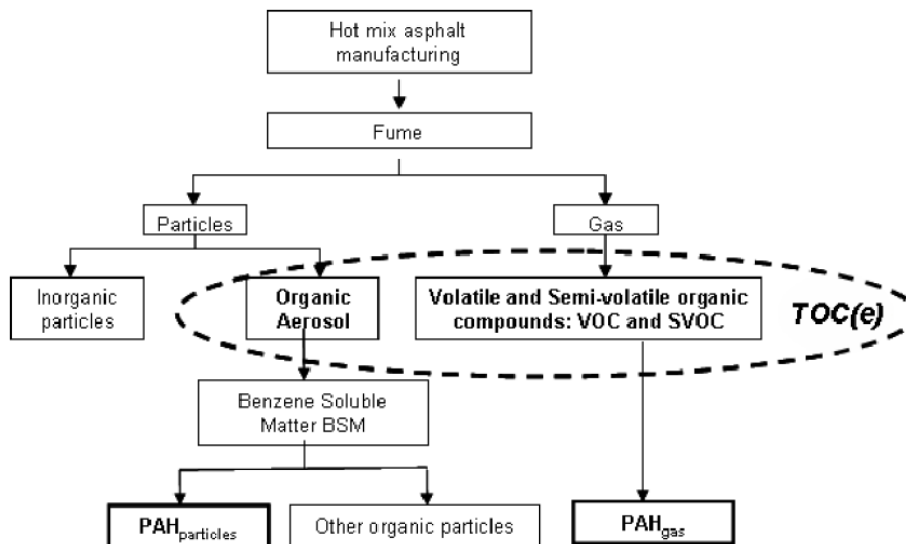 Hot mix asphalt
manufacturing
Fume
Particles
Gas
Inorganic
particles
Organic
Aerosol
Volatile and Semi-volatile organic
compounds: VOC and SVOC
TOC(e)
Benzene Soluble
Matter BSM
PAHparticles
Other organic particles
PAHgas